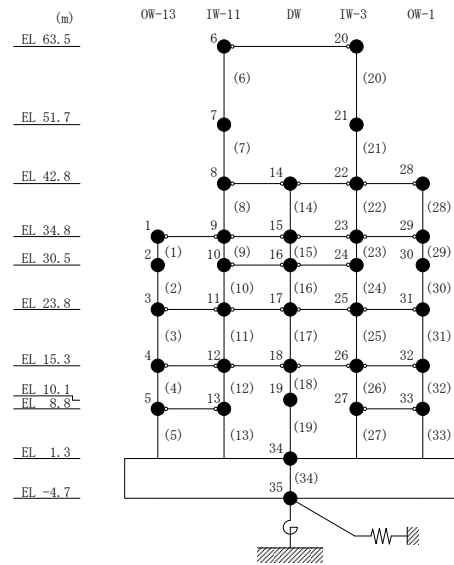 (m) OW-13 IW-11 DW IW-3 OW-1
EL 63.5 6 20
(6) (20)
EL 51.7 7 21
(7) (21)
EL 42.8 8 14 22 28
(8) (14) (22) (28)
EL 34.8 1 9 15 23 29
(1) (9) (15) (23) (29)
EL 30.5 2 10 16 24 30
(2) (10) (16) (24) (30)
EL 23.8 3 11 17 25 31
(3) (11) (17) (25) (31)
EL 15.3 4 12 18 26 32
(4) (12) (18) (26) (32)
EL 10.1 19
EL 8.8 5 13 27 33
(5) (13) (19) (27) (33)
EL 1.3 34
(34)
EL -4.7 35